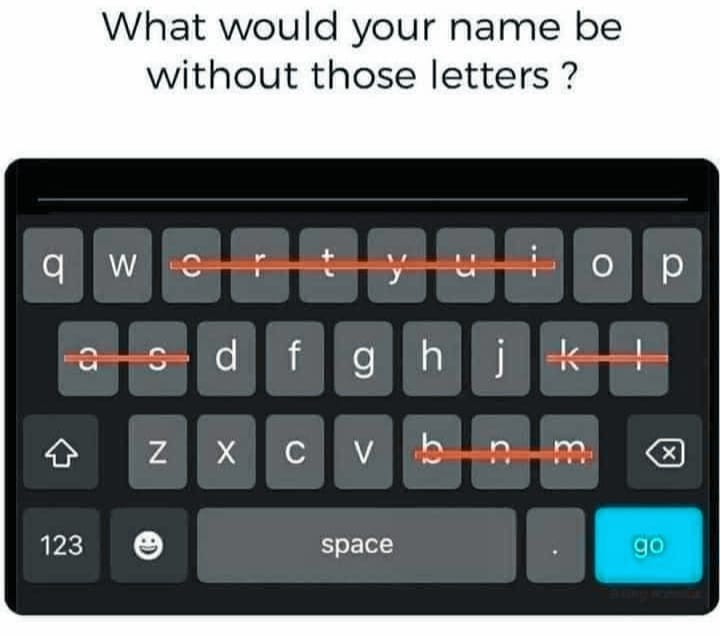 What would your name be
without those letters ?
q w e r t y u i o p
a s d f g h j k l
z x c v b n m
123 space . go